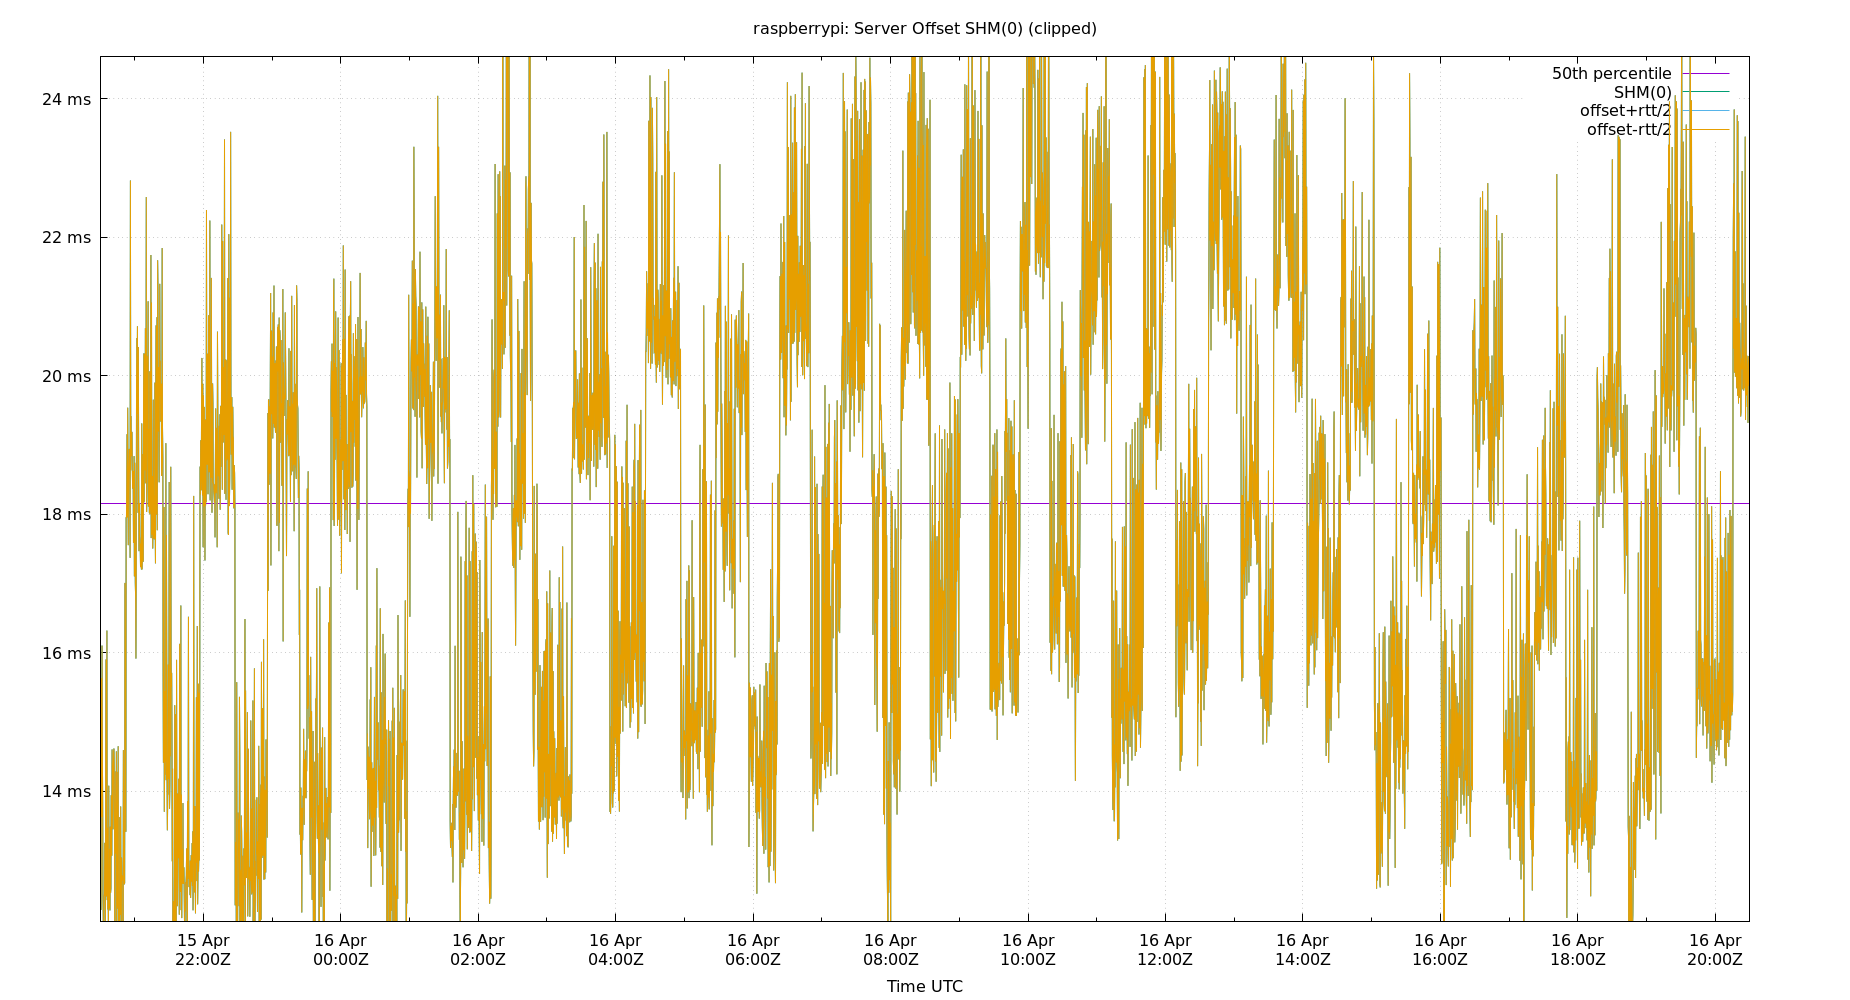 raspberrypi: Server Offset SHM(0) (clipped)
50th percentile
SHM(0)
offset+rtt/2
offset-rtt/2
24 ms
22 ms
20 ms
18 ms
16 ms
14 ms
15 Apr 16 Apr 16 Apr 16 Apr 16 Apr 16 Apr 16 Apr 16 Apr 16 Apr 16 Apr 16 Apr 16 Apr
22:00Z 00:00Z 02:00Z 04:00Z 06:00Z 08:00Z 10:00Z 12:00Z 14:00Z 16:00Z 18:00Z 20:00Z
Time UTC